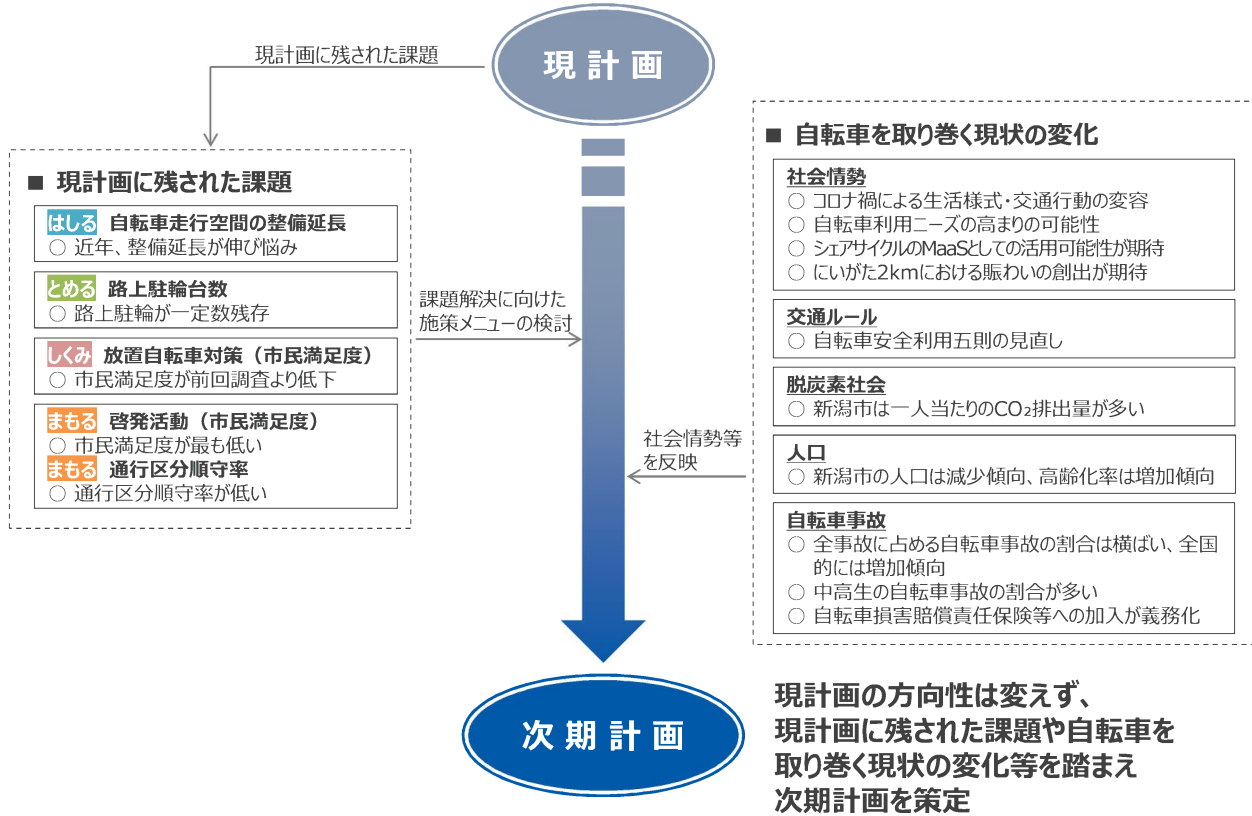 現計画
現計画に残された課題
■ 現計画に残された課題
はしる 自転車走行空間の整備延長
○ 近年、整備延長が伸び悩み
とめる 路上駐輪台数
○ 路上駐輪が一定数残存
しくみ 放置自転車対策（市民満足度）
○ 市民満足度が前回調査より低下
まもる 啓発活動（市民満足度）
○ 市民満足度が最も低い
まもる 通行区分順守率
○ 通行区分順守率が低い
課題解決に向けた
施策メニューの検討
■ 自転車を取り巻く現状の変化
社会情勢
○ コロナ禍による生活様式・交通行動の変容
○ 自転車利用ニーズの高まりの可能性
○ シェアサイクルのMaaSとしての活用可能性が期待
○ にいがた2kmにおける賑わいの創出が期待
交通ルール
○ 自転車安全利用五則の見直し
脱炭素社会
○ 新潟市は一人当たりのCO₂排出量が多い
人口
○ 新潟市の人口は減少傾向、高齢化率は増加傾向
自転車事故
○ 全事故に占める自転車事故の割合は横ばい、全国
的には増加傾向
○ 中高生の自転車事故の割合が多い
○ 自転車損害賠償責任保険等への加入が義務化
社会情勢等
を反映
次期計画
現計画の方向性は変えず、
現計画に残された課題や自転車を
取り巻く現状の変化等を踏まえ
次期計画を策定